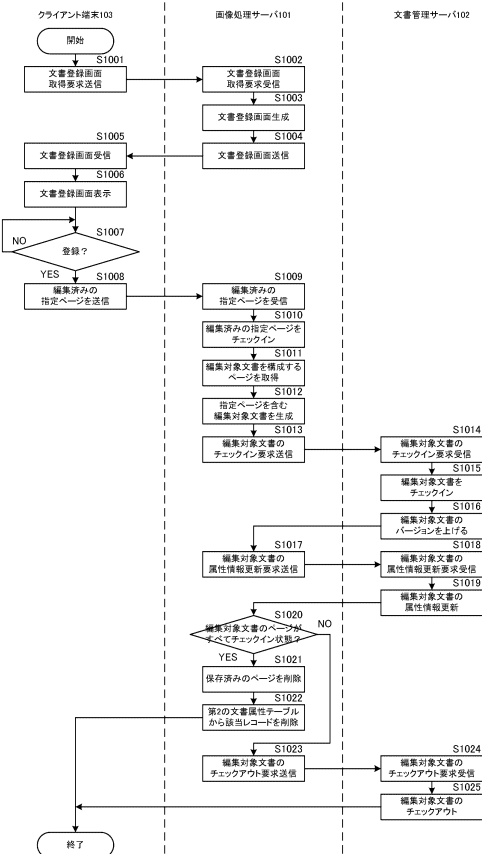 クライアント端末103
画像処理サーバ101
文書管理サーバ102
開始
S1001
文書登録画面
取得要求送信
S1002
文書登録画面
取得要求受信
S1003
文書登録画面生成
S1004
文書登録画面送信
S1005
文書登録画面受信
S1006
文書登録画面表示
S1007
登録？
NO
YES
S1008
編集済みの
指定ページを送信
S1009
編集済みの
指定ページを受信
S1010
編集済みの指定ページを
チェックイン
S1011
編集対象文書を構成する
ページを取得
S1012
指定ページを含む
編集対象文書を生成
S1013
編集対象文書の
チェックイン要求送信
S1014
編集対象文書の
チェックイン要求受信
S1015
編集対象文書を
チェックイン
S1016
編集対象文書の
バージョンを上げる
S1017
編集対象文書の
属性情報更新要求送信
S1018
編集対象文書の
属性情報更新要求受信
S1019
編集対象文書の
属性情報更新
S1020
編集対象文書のページが
すべてチェックイン状態？
NO
YES
S1021
保存済みのページを削除
S1022
第2の文書属性テーブル
から該当レコードを削除
S1023
編集対象文書の
チェックアウト要求送信
S1024
編集対象文書の
チェックアウト要求受信
S1025
編集対象文書の
チェックアウト
終了